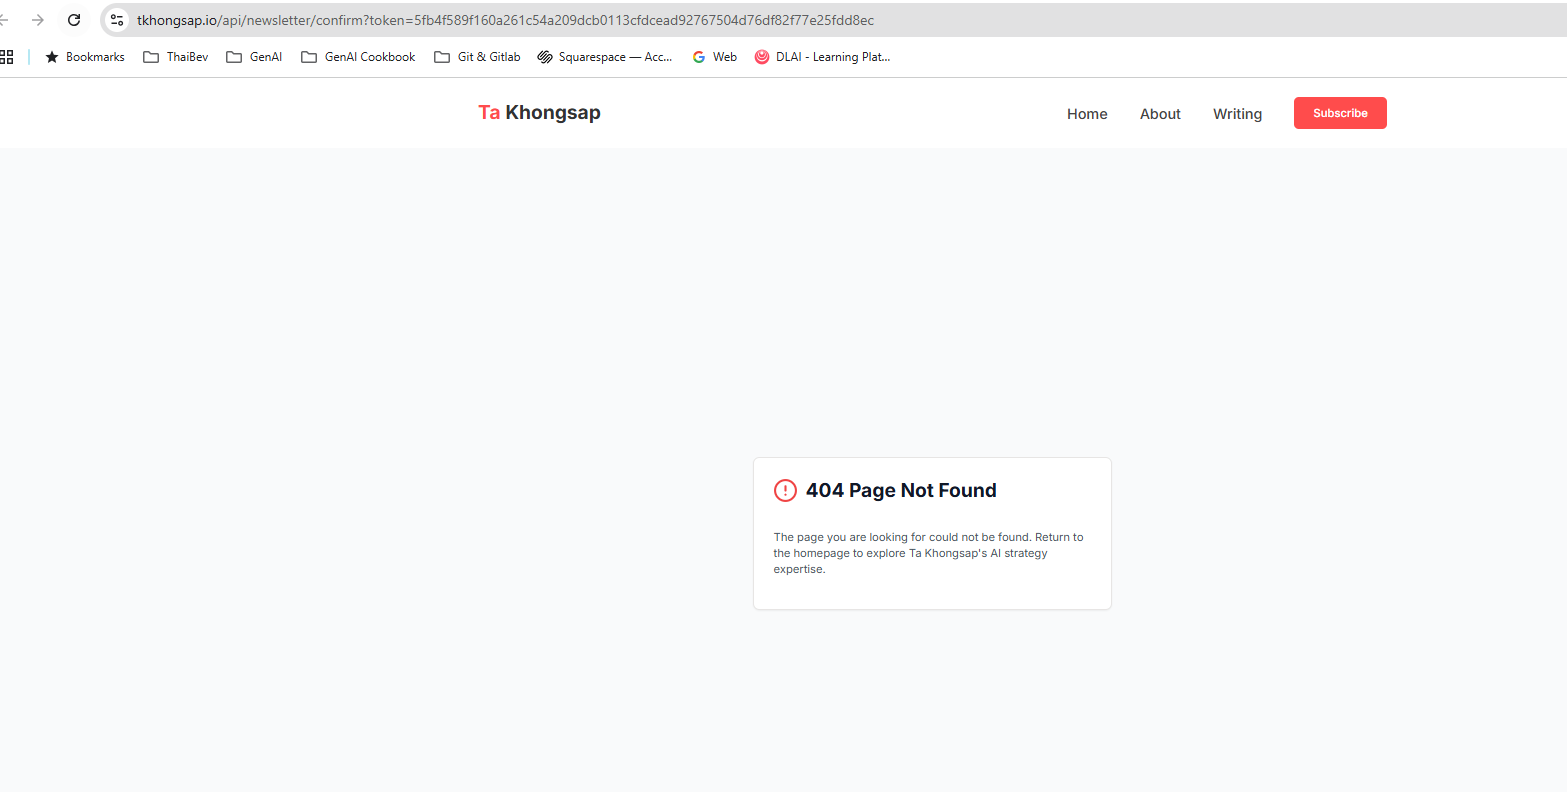 tkhongsap.io/api/newsletter/confirm?token=5fb4f589f160a261c54a209dcb0113cfdcead92767504d76df82f77e25fdd8ec
Bookmarks ThaiBev GenAI GenAI Cookbook Git & Gitlab Squarespace — Acc... Web DLAI - Learning Plat...
Ta Khongsap Home About Writing Subscribe
404 Page Not Found
The page you are looking for could not be found. Return to
the homepage to explore Ta Khongsap's AI strategy
expertise.